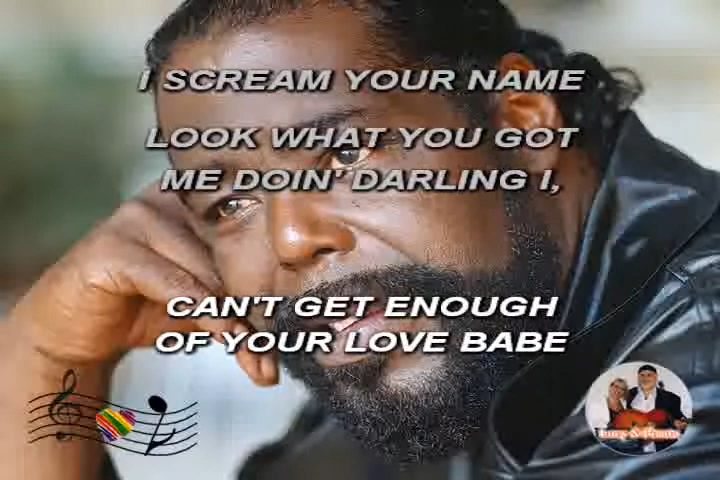 I SCREAM YOUR NAME
LOOK WHAT YOU GOT
ME DOIN' DARLING I,
CAN'T GET ENOUGH
OF YOUR LOVE BABE